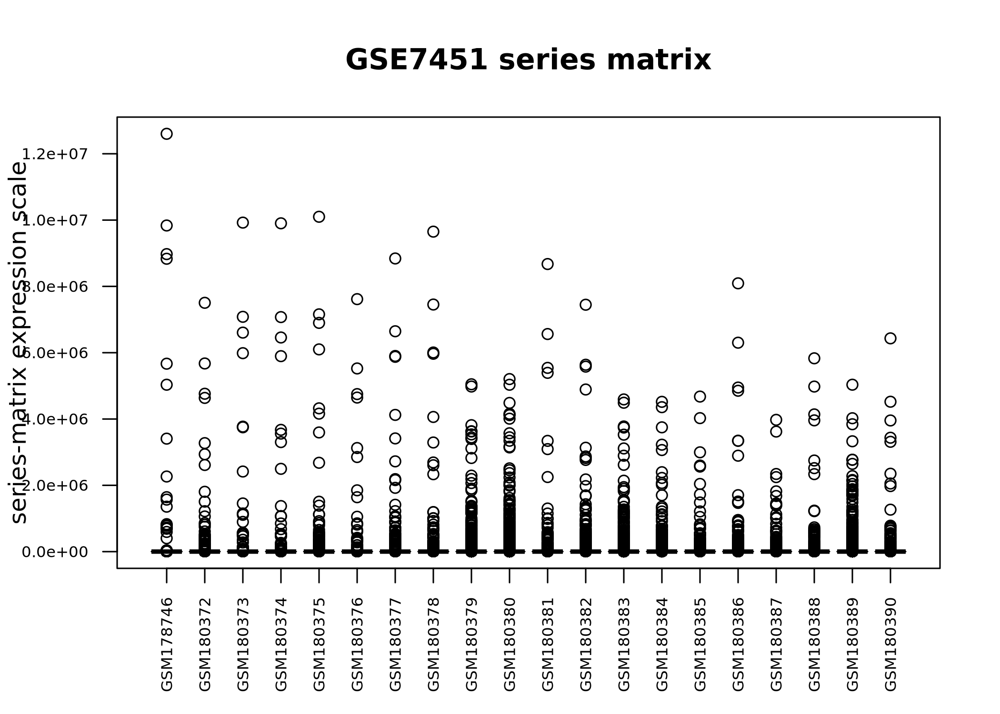 GSE7451 series matrix
series-matrix expression scale
1.2e+07
1.0e+07
8.0e+06
6.0e+06
4.0e+06
2.0e+06
0.0e+00
GSM178746
GSM180372
GSM180373
GSM180374
GSM180375
GSM180376
GSM180377
GSM180378
GSM180379
GSM180380
GSM180381
GSM180382
GSM180383
GSM180384
GSM180385
GSM180386
GSM180387
GSM180388
GSM180389
GSM180390